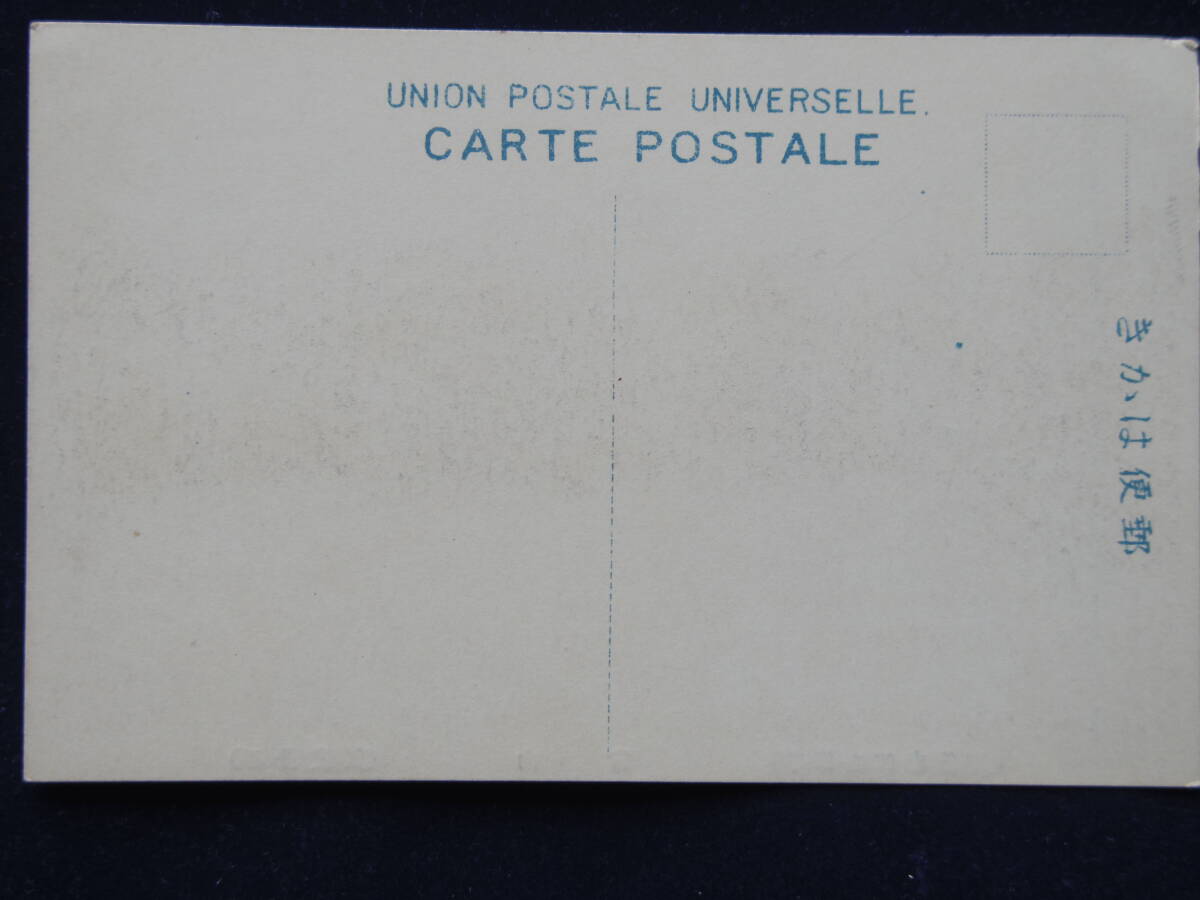 UNION POSTALE UNIVERSELLE.
CARTE POSTALE
きかは便郵